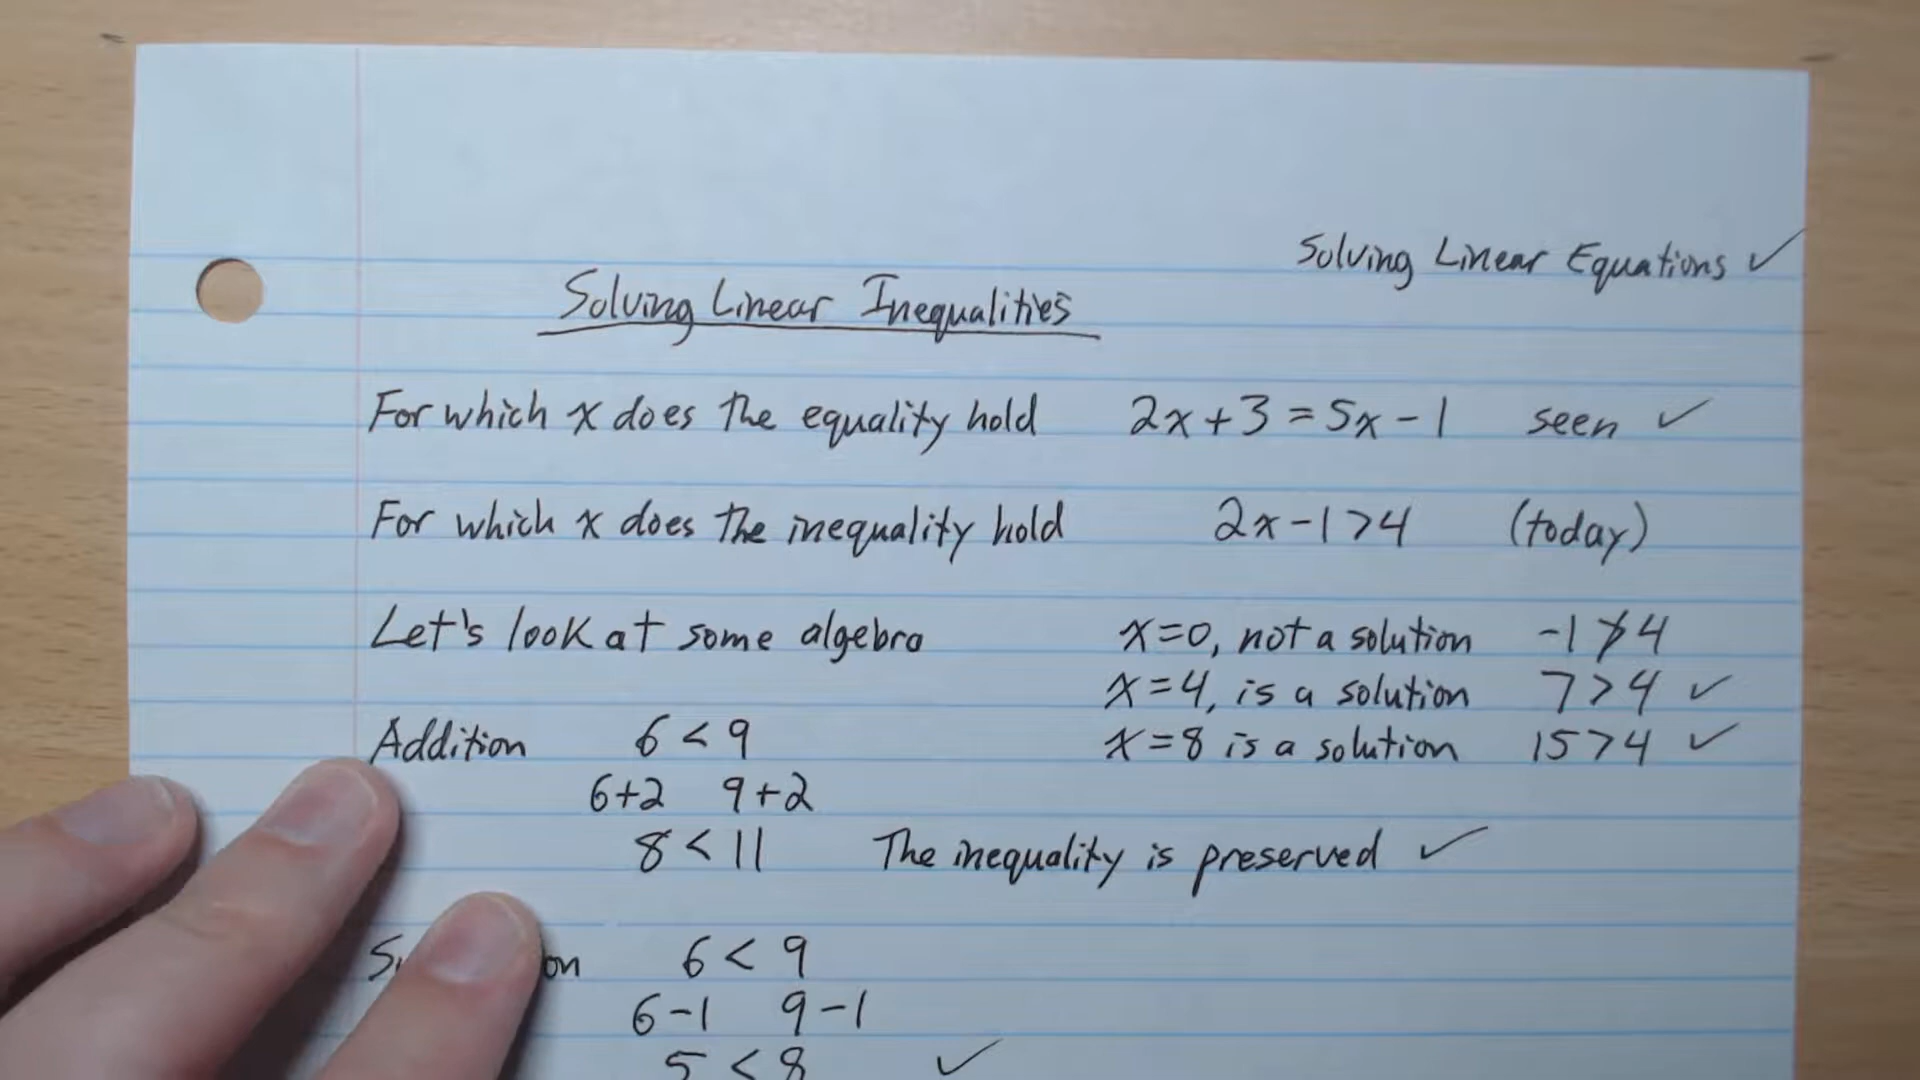 Solving Linear Equations ✓
Solving Linear Inequalities
For which x does the equality hold 2x+3=5x-1 seen ✓
For which x does the inequality hold 2x-1>4 (today)
Let's look at some algebra x=0, not a solution -1≯4
x=4, is a solution 7>4 ✓
Addition 6<9 x=8 is a solution 15>4 ✓
6+2 9+2
8<11 The inequality is preserved ✓
6<9
6-1 9-1
5<8 ✓